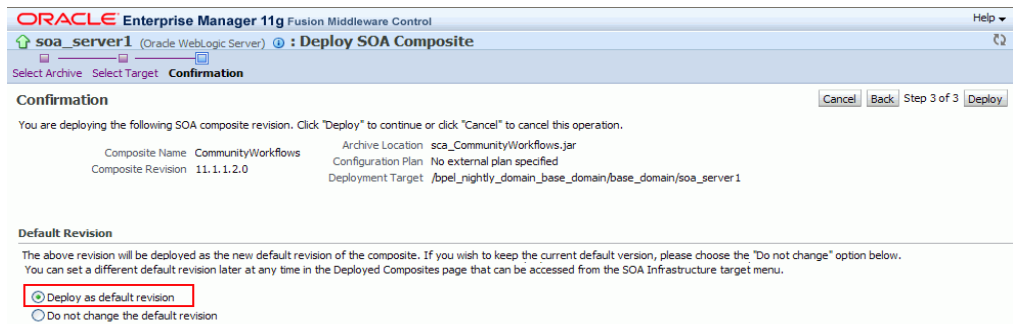 ORACLE Enterprise Manager 11g Fusion Middleware Control
Help
soa_server1 (Oracle WebLogic Server) : Deploy SOA Composite
Select Archive Select Target Confirmation
Confirmation
Cancel Back Step 3 of 3 Deploy
You are deploying the following SOA composite revision. Click "Deploy" to continue or click "Cancel" to cancel this operation.
Composite Name CommunityWorkflows
Composite Revision 11.1.1.2.0
Archive Location sca_CommunityWorkflows.jar
Configuration Plan No external plan specified
Deployment Target /bpel_nightly_domain_base_domain/base_domain/soa_server1
Default Revision
The above revision will be deployed as the new default revision of the composite. If you wish to keep the current default version, please choose the "Do not change" option below.
You can set a different default revision later at any time in the Deployed Composites page that can be accessed from the SOA Infrastructure target menu.
Deploy as default revision
Do not change the default revision